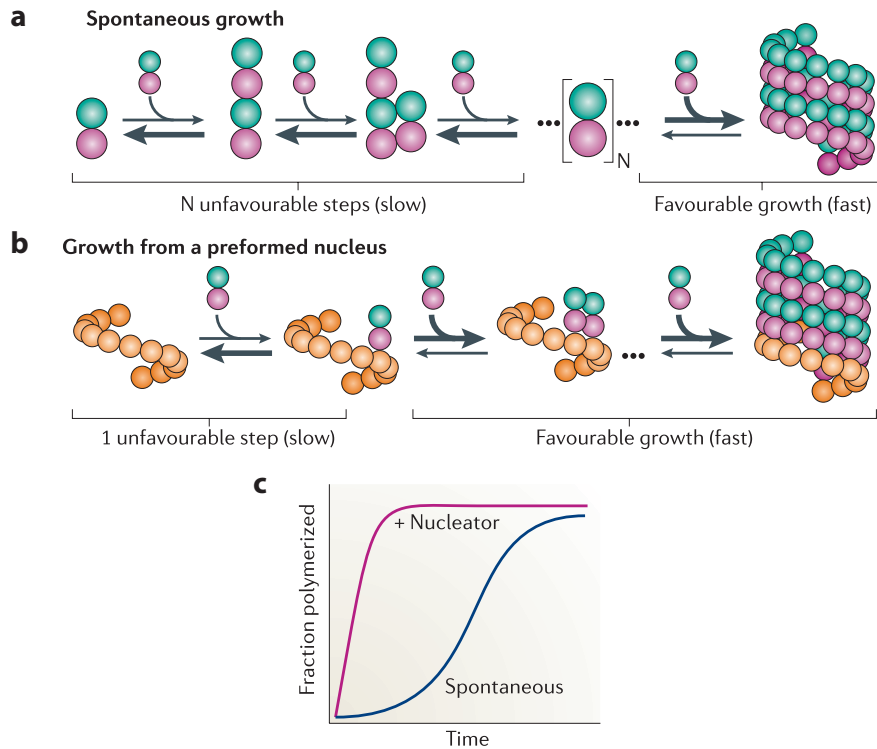 a
Spontaneous growth
N
N unfavourable steps (slow)
Favourable growth (fast)
b
Growth from a preformed nucleus
1 unfavourable step (slow)
Favourable growth (fast)
c
Fraction polymerized
+ Nucleator
Spontaneous
Time